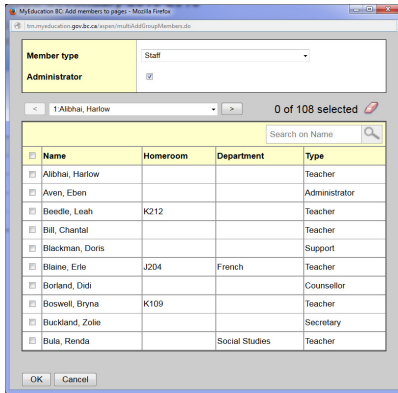 MyEducation BC: Add members to pages - Mozilla Firefox
tm.myeducation.gov.bc.ca/aspen/multiAddGroupMembers.do
Member type Staff
Administrator
< 1:Alibhai, Harlow > 0 of 108 selected
Search on Name
Name Homeroom Department Type
Alibhai, Harlow Teacher
Aven, Eben Administrator
Beedle, Leah K212 Teacher
Bill, Chantal Teacher
Blackman, Doris Support
Blaine, Erle J204 French Teacher
Borland, Didi Counsellor
Boswell, Bryna K109 Teacher
Buckland, Zolie Secretary
Bula, Renda Social Studies Teacher
OK Cancel